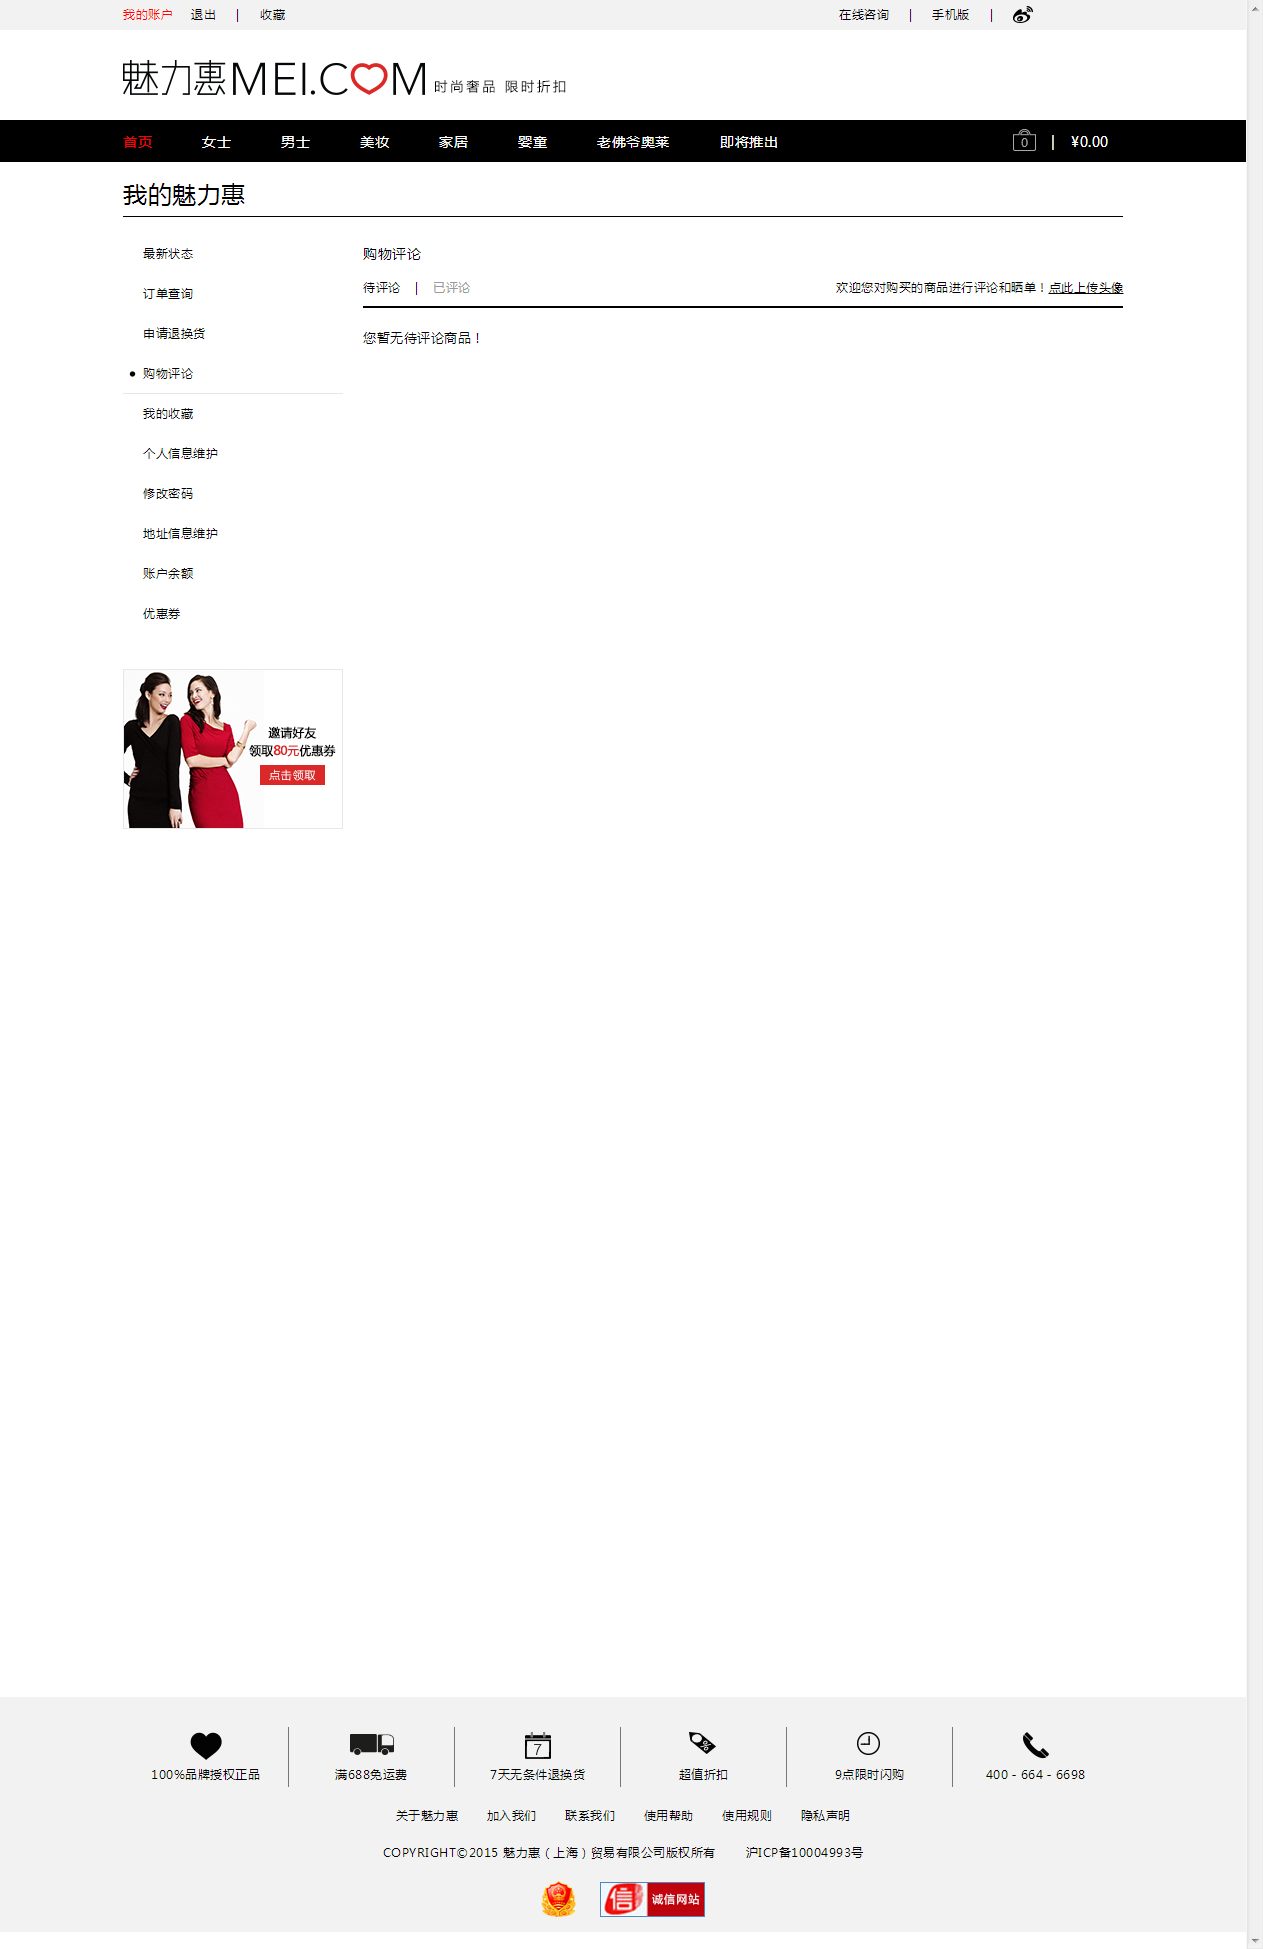 我的账户 退出 | 收藏 在线咨询 | 手机版 |
魅力惠MEI.COM 时尚奢品 限时折扣
首页 女士 男士 美妆 家居 婴童 老佛爷奥莱 即将推出 0 | ¥0.00
我的魅力惠
最新状态
订单查询
申请退换货
购物评论
我的收藏
个人信息维护
修改密码
地址信息维护
账户余额
优惠券
邀请好友
领取80元优惠券
点击领取
购物评论
待评论 | 已评论 欢迎您对购买的商品进行评论和晒单！点此上传头像
您暂无待评论商品！
7
%
100%品牌授权正品 满688免运费 7天无条件退换货 超值折扣 9点限时闪购 400 - 664 - 6698
关于魅力惠 加入我们 联系我们 使用帮助 使用规则 隐私声明
COPYRIGHT©2015 魅力惠（上海）贸易有限公司版权所有 沪ICP备10004993号
信 诚信网站